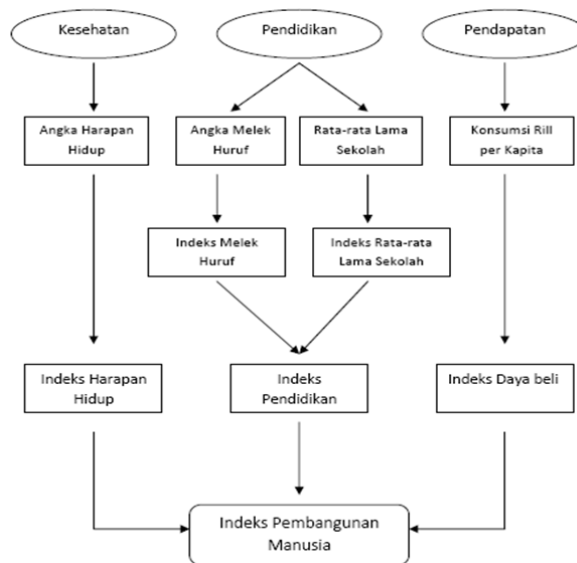 Kesehatan
Pendidikan
Pendapatan
Angka Harapan
Hidup
Angka Melek
Huruf
Rata-rata Lama
Sekolah
Konsumsi Rill
per Kapita
Indeks Melek
Huruf
Indeks Rata-rata
Lama Sekolah
Indeks Harapan
Hidup
Indeks
Pendidikan
Indeks Daya beli
Indeks Pembangunan
Manusia